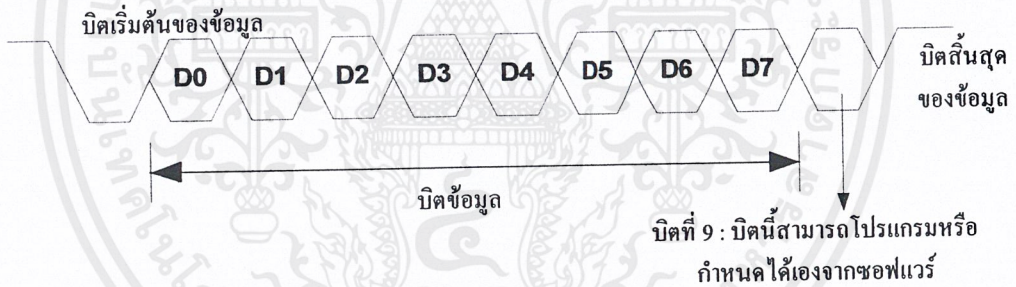 บิตเริ่มต้นของข้อมูล
D0 D1 D2 D3 D4 D5 D6 D7
บิตสิ้นสุด
ของข้อมูล
บิตข้อมูล
บิตที่ 9 : บิตนี้สามารถโปรแกรมหรือ
กำหนดได้เองจากซอฟแวร์